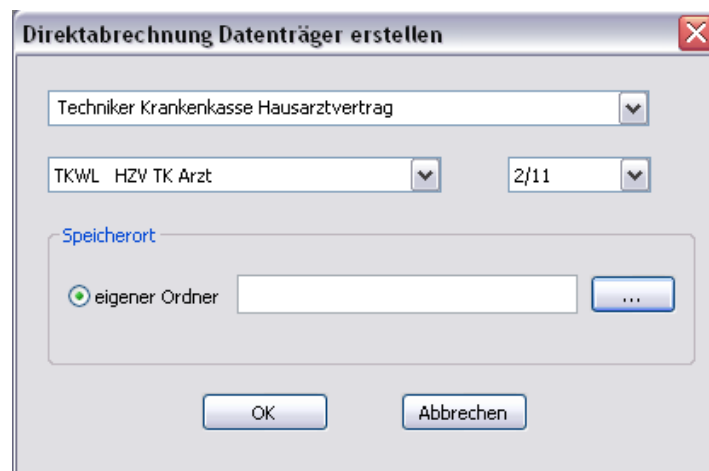 Direktabrechnung Datenträger erstellen
Techniker Krankenkasse Hausarztvertrag
TKWL HZV TK Arzt 2/11
Speicherort
eigener Ordner ...
OK Abbrechen